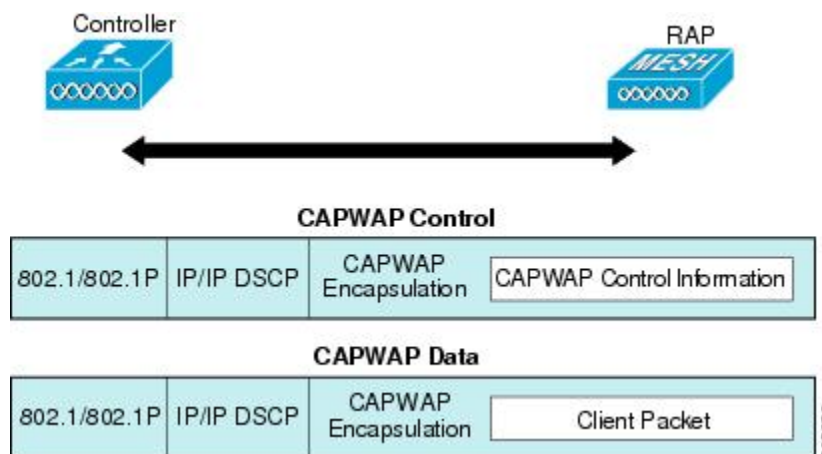 Controller
RAP
MESH
CAPWAP Control
802.1/802.1P IP/IP DSCP CAPWAP Encapsulation CAPWAP Control Information
CAPWAP Data
802.1/802.1P IP/IP DSCP CAPWAP Encapsulation Client Packet